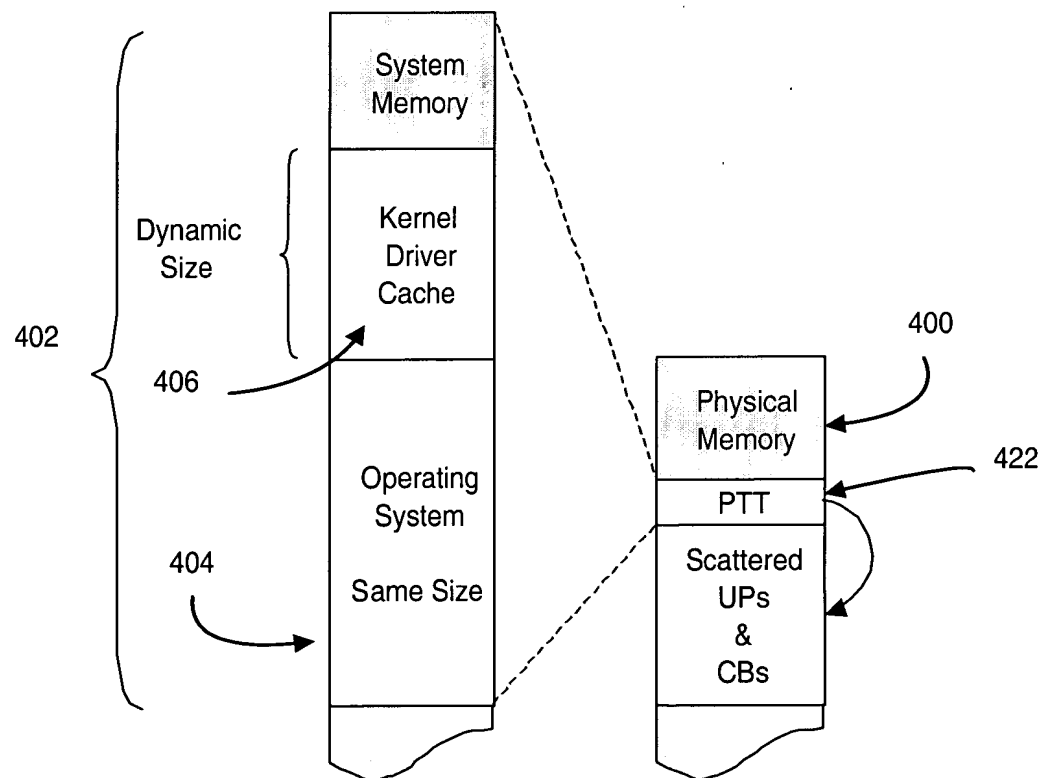 System
Memory
Dynamic
Size
Kernel
Driver
Cache
402
406
400
Physical
Memory
422
PTT
Operating
System
Same Size
404
Scattered
UPs
&
CBs